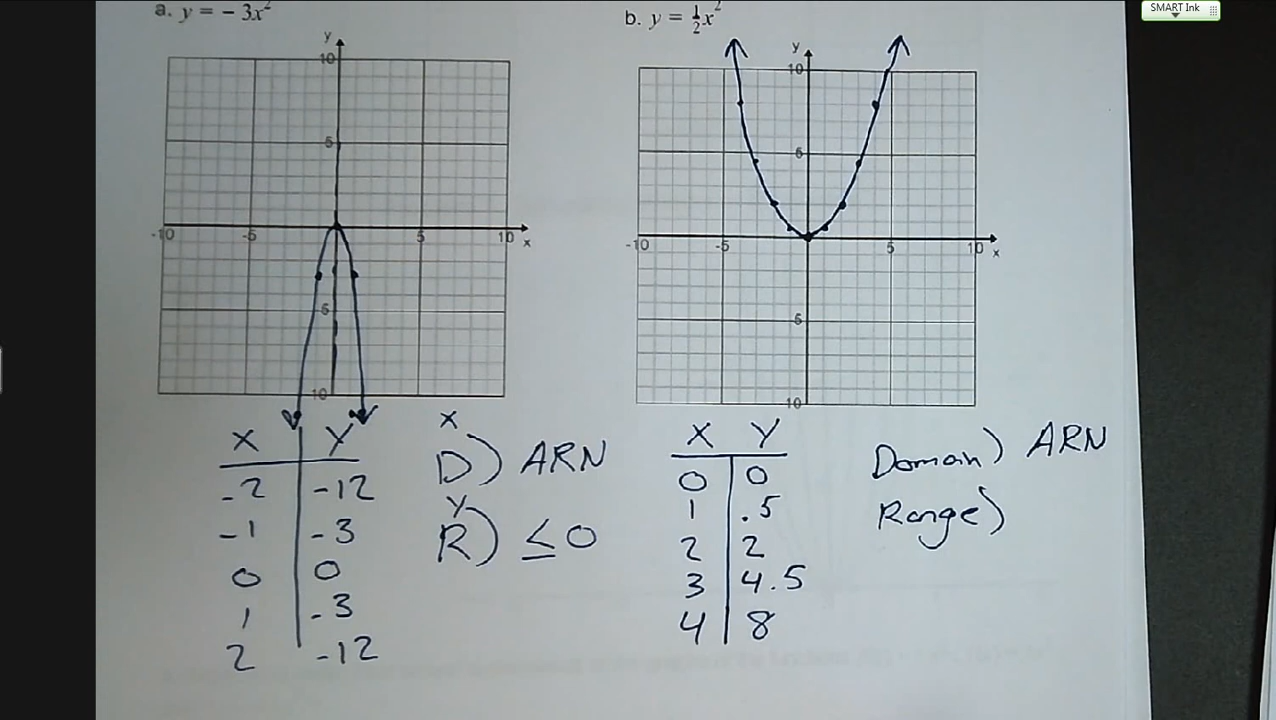 SMART Ink
a. y = - 3x²
b. y = ½x²
y
10
5
-10
-5
5
10
x
5
10
y
10
5
-10
-5
5
10
x
5
10
X Y
-2 -12
-1 -3
0 0
1 -3
2 -12
X
D) ARN
Y
R) ≤ 0
X Y
0 0
1 .5
2 2
3 4.5
4 8
Domain) ARN
Range)